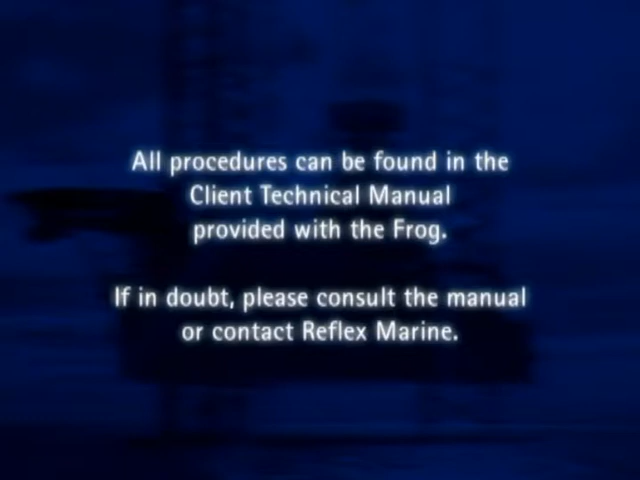 All procedures can be found in the
Client Technical Manual
provided with the Frog.
If in doubt, please consult the manual
or contact Reflex Marine.